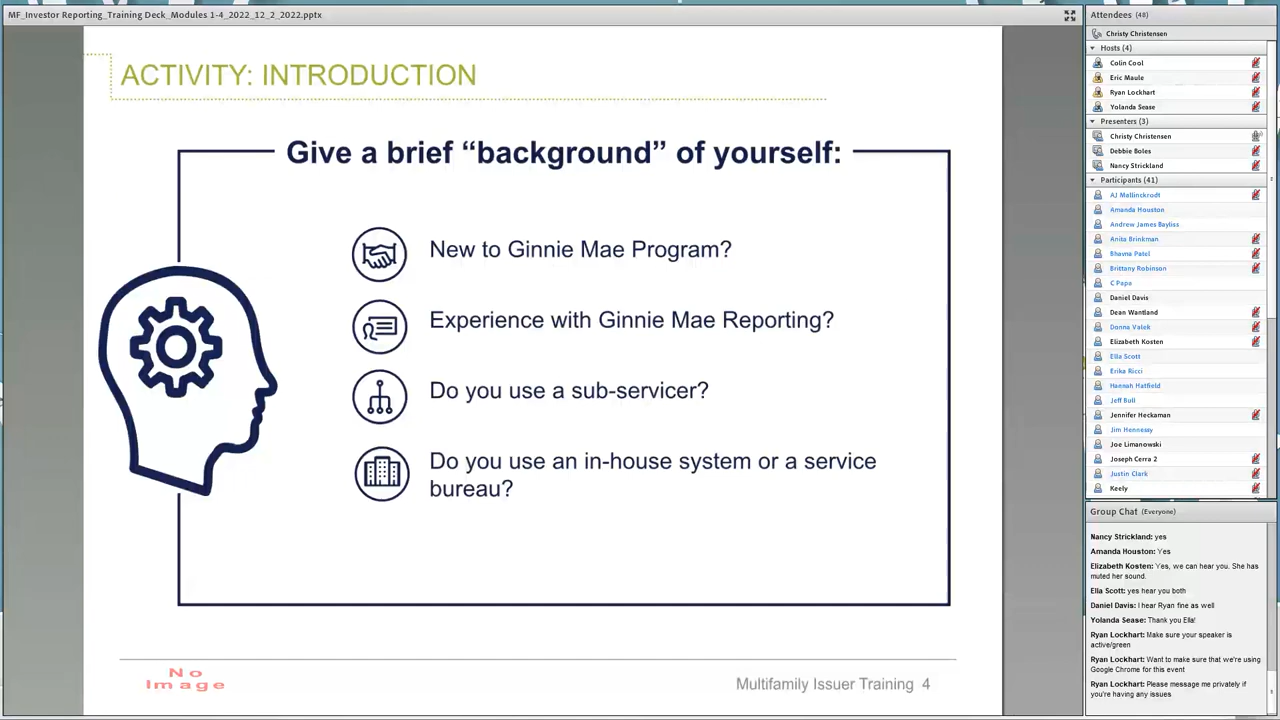 MF_Investor Reporting_Training Deck_Modules 1-4_2022_12_2_2022.pptx
ACTIVITY: INTRODUCTION
Give a brief “background” of yourself:
New to Ginnie Mae Program?
Experience with Ginnie Mae Reporting?
Do you use a sub-servicer?
Do you use an in-house system or a service
bureau?
No
Image
Multifamily Issuer Training 4
Attendees (48)
Christy Christensen
Hosts (4)
Colin Cool
Eric Maule
Ryan Lockhart
Yolanda Sease
Presenters (3)
Christy Christensen
Debbie Boles
Nancy Strickland
Participants (41)
AJ Mallinckrodt
Amanda Houston
Andrew James Bayliss
Anita Brinkman
Bhavna Patel
Brittany Robinson
C Papa
Daniel Davis
Dean Wantland
Donna Valek
Elizabeth Kosten
Ella Scott
Erika Ricci
Hannah Hatfield
Jeff Bull
Jennifer Heckaman
Jim Hennessy
Joe Limanowski
Joseph Cerra 2
Justin Clark
Keely
Group Chat (Everyone)
Nancy Strickland: yes
Amanda Houston: Yes
Elizabeth Kosten: Yes, we can hear you. She has
muted her sound.
Ella Scott: yes hear you both
Daniel Davis: I hear Ryan fine as well
Yolanda Sease: Thank you Ella!
Ryan Lockhart: Make sure your speaker is
active/green
Ryan Lockhart: Want to make sure that we're using
Google Chrome for this event
Ryan Lockhart: Please message me privately if
you're having any issues